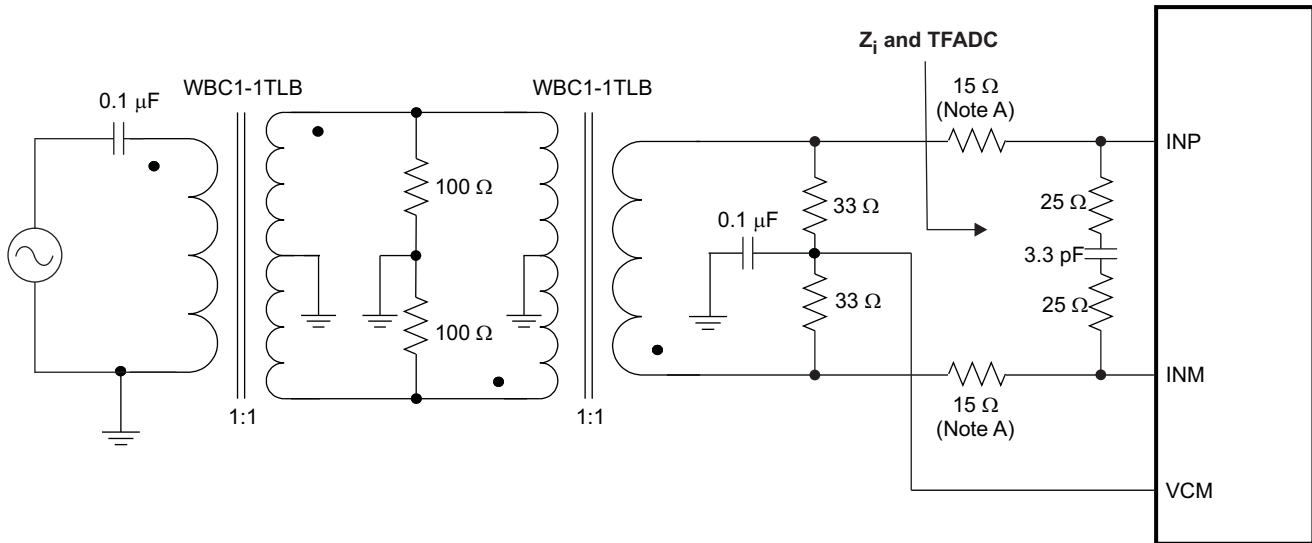 Zi and TFADC
WBC1-1TLB
WBC1-1TLB
0.1 μF
15 Ω
(Note A)
INP
100 Ω
33 Ω
25 Ω
0.1 μF
3.3 pF
100 Ω
33 Ω
25 Ω
INM
1:1
1:1
15 Ω
(Note A)
VCM